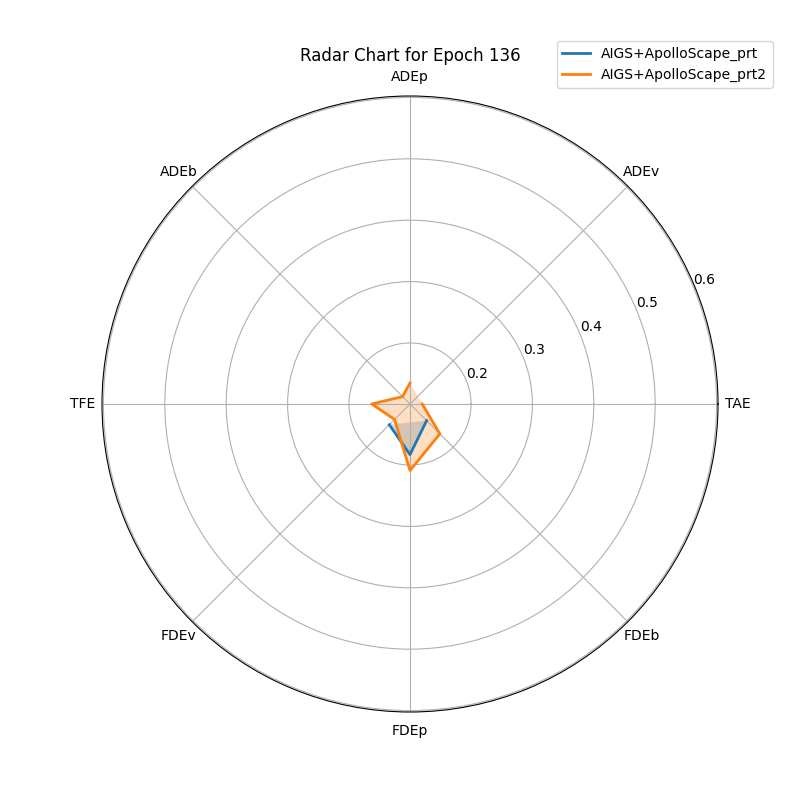 Radar Chart for Epoch 136
AIGS+ApolloScape_prt
AIGS+ApolloScape_prt2
ADEp
ADEb
ADEv
0.6
0.5
0.4
0.3
0.2
TFE
TAE
FDEv
FDEb
FDEp